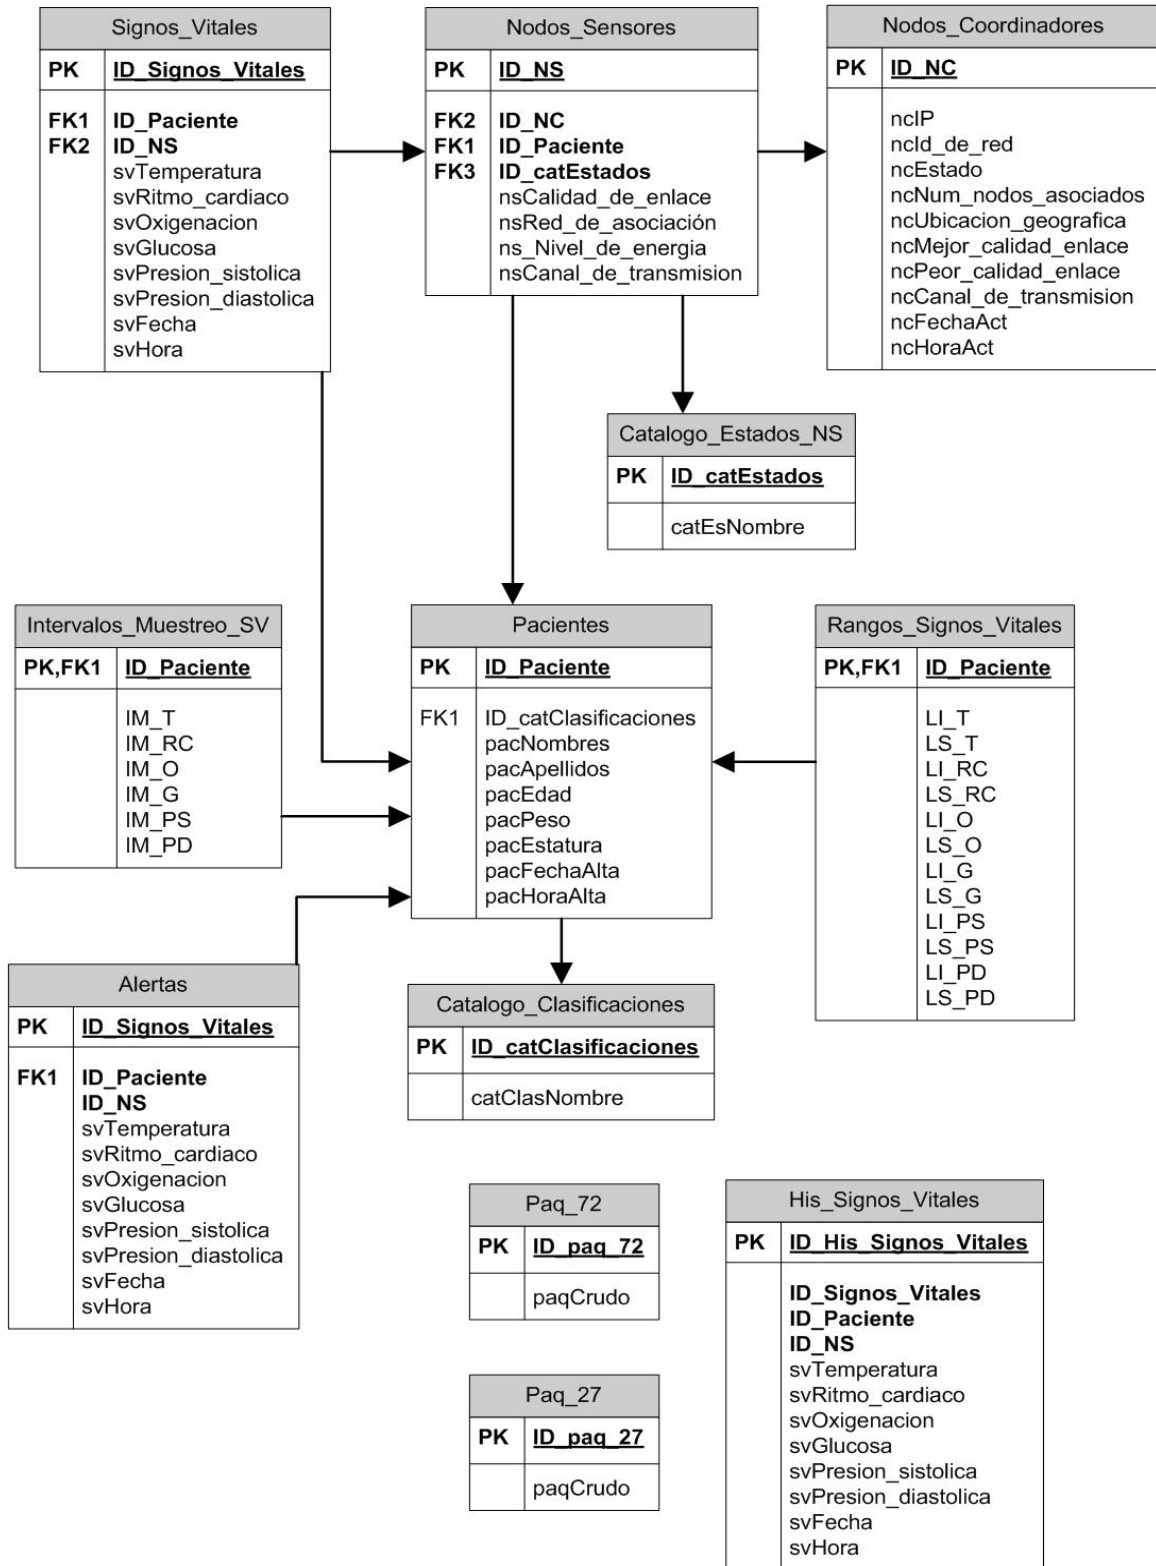 Signos_Vitales
PK ID_Signos_Vitales
FK1 ID_Paciente
FK2 ID_NS
svTemperatura
svRitmo_cardiaco
svOxigenacion
svGlucosa
svPresion_sistolica
svPresion_diastolica
svFecha
svHora
Nodos_Sensores
PK ID_NS
FK2 ID_NC
FK1 ID_Paciente
FK3 ID_catEstados
nsCalidad_de_enlace
nsRed_de_asociación
ns_Nivel_de_energia
nsCanal_de_transmision
Nodos_Coordinadores
PK ID_NC
ncIP
ncId_de_red
ncEstado
ncNum_nodos_asociados
ncUbicacion_geografica
ncMejor_calidad_enlace
ncPeor_calidad_enlace
ncCanal_de_transmision
ncFechaAct
ncHoraAct
Catalogo_Estados_NS
PK ID_catEstados
catEsNombre
Intervalos_Muestreo_SV
PK,FK1 ID_Paciente
IM_T
IM_RC
IM_O
IM_G
IM_PS
IM_PD
Pacientes
PK ID_Paciente
FK1 ID_catClasificaciones
pacNombres
pacApellidos
pacEdad
pacPeso
pacEstatura
pacFechaAlta
pacHoraAlta
Rangos_Signos_Vitales
PK,FK1 ID_Paciente
LI_T
LS_T
LI_RC
LS_RC
LI_O
LS_O
LI_G
LS_G
LI_PS
LS_PS
LI_PD
LS_PD
Alertas
PK ID_Signos_Vitales
FK1 ID_Paciente
ID_NS
svTemperatura
svRitmo_cardiaco
svOxigenacion
svGlucosa
svPresion_sistolica
svPresion_diastolica
svFecha
svHora
Catalogo_Clasificaciones
PK ID_catClasificaciones
catClasNombre
Paq_72
PK ID_paq_72
paqCrudo
Paq_27
PK ID_paq_27
paqCrudo
His_Signos_Vitales
PK ID_His_Signos_Vitales
ID_Signos_Vitales
ID_Paciente
ID_NS
svTemperatura
svRitmo_cardiaco
svOxigenacion
svGlucosa
svPresion_sistolica
svPresion_diastolica
svFecha
svHora